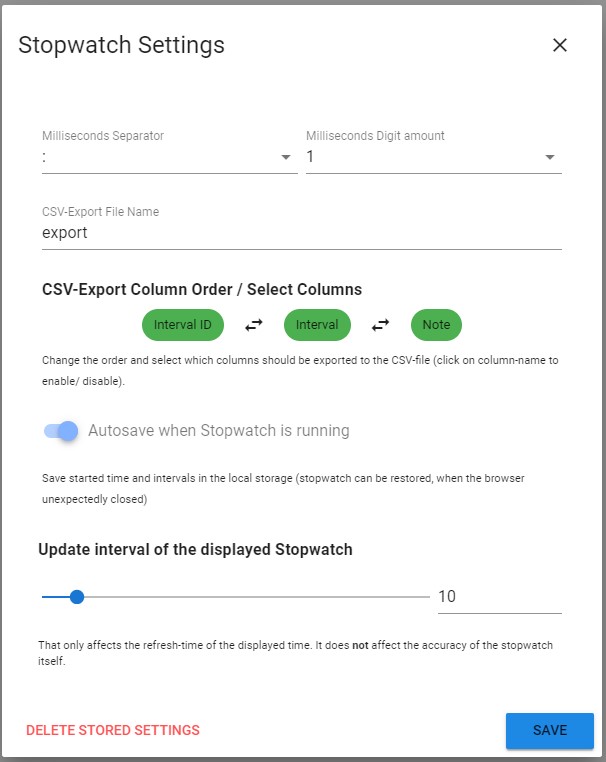 Stopwatch Settings
Milliseconds Separator
Milliseconds Digit amount
:
1
CSV-Export File Name
export
CSV-Export Column Order / Select Columns
Interval ID
Interval
Note
Change the order and select which columns should be exported to the CSV-file (click on column-name to
enable/ disable).
Autosave when Stopwatch is running
Save started time and intervals in the local storage (stopwatch can be restored, when the browser
unexpectedly closed)
Update interval of the displayed Stopwatch
10
That only affects the refresh-time of the displayed time. It does not affect the accuracy of the stopwatch
itself.
DELETE STORED SETTINGS
SAVE